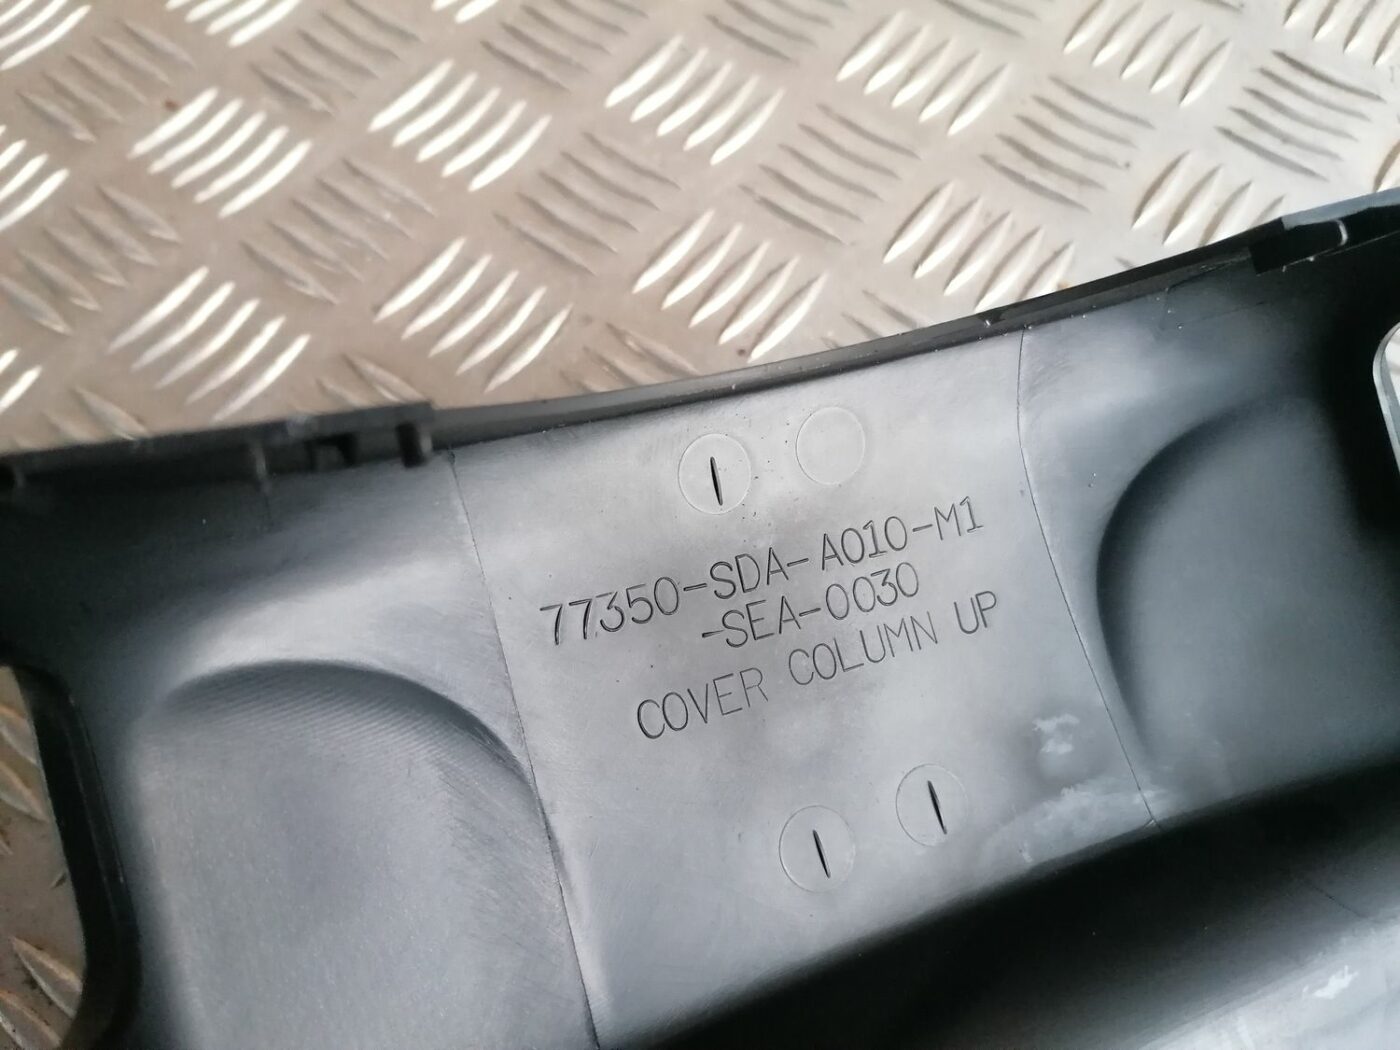 77350-SDA-A010-M1
-SEA-0030
COVER COLUMN UP